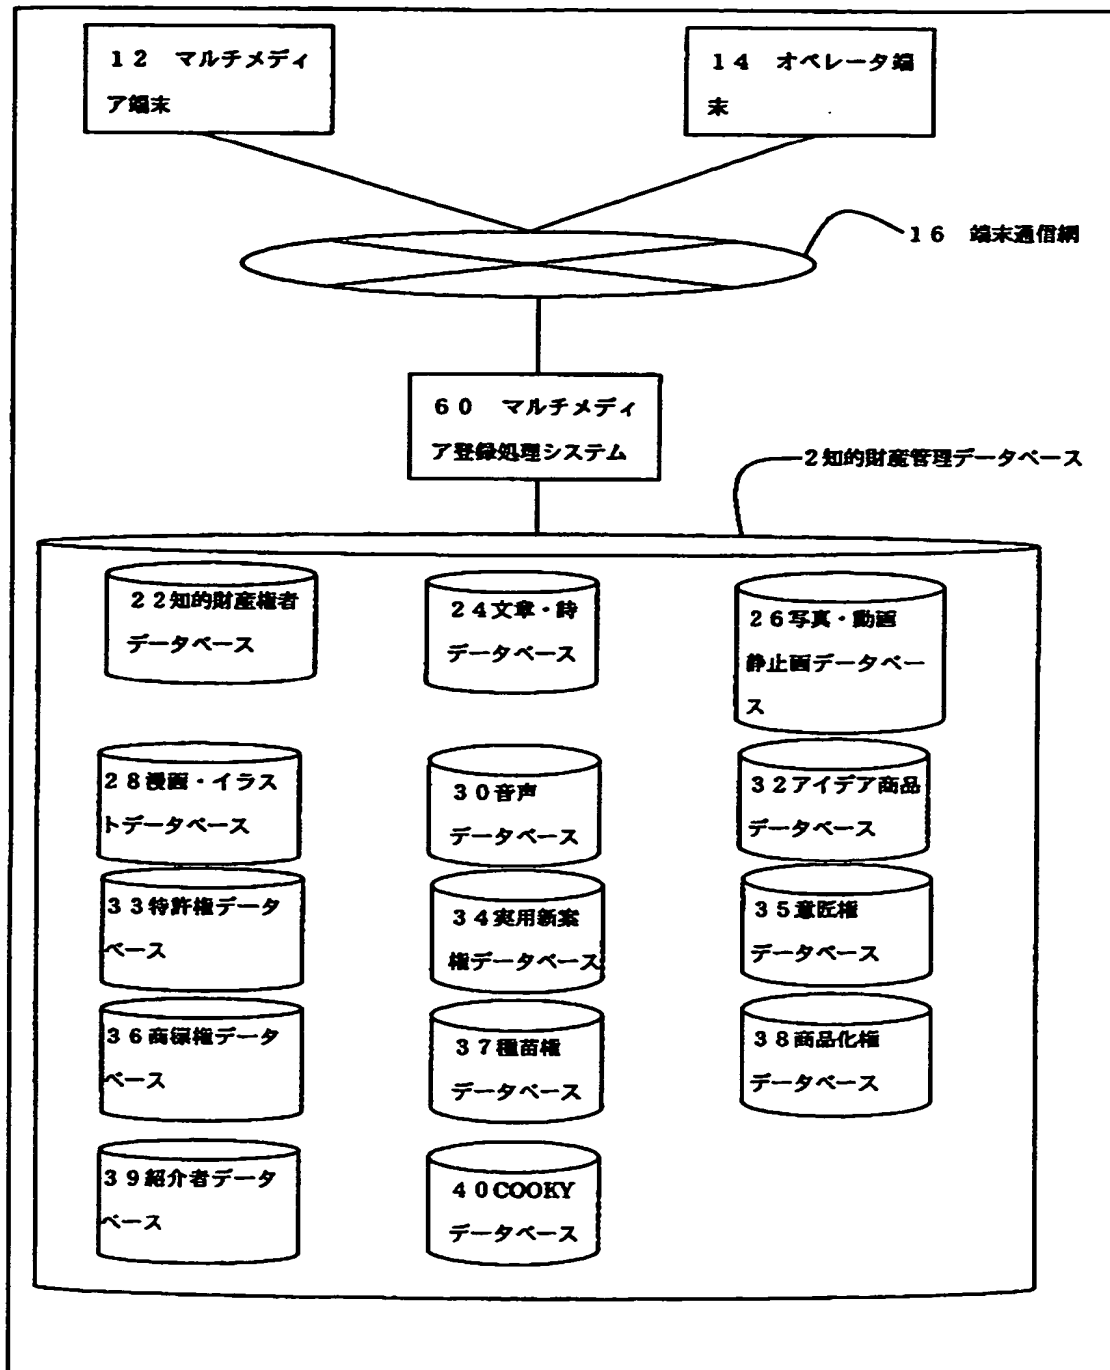 12 マルチメディ
ア端末
14 オペレータ端
末
16 端末通信網
60 マルチメディ
ア登録処理システム
2知的財産管理データベース
22知的財産権者
データベース
24文章・詩
データベース
26写真・動画
静止画データベー
ス
28漫画・イラス
トデータベース
30音声
データベース
32アイデア商品
データベース
33特許権データ
ベース
34実用新案
権データベース
35意匠権
データベース
36商標権データ
ベース
37種苗権
データベース
38商品化権
データベース
39紹介者データ
ベース
40COOKY
データベース